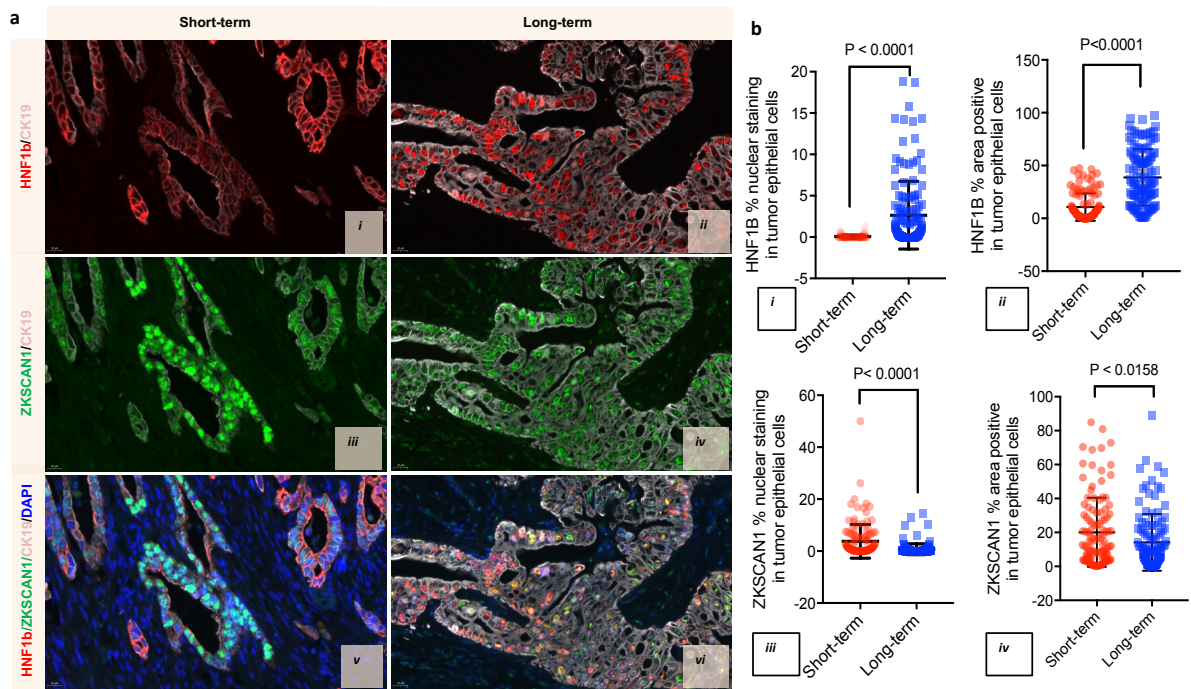 a
Short-term
Long-term
HNF1b/CK19
i
ii
ZKSCAN1/CK19
iii
iv
HNF1b/ZKSCAN1/CK19/DAPI
v
vi
b
P < 0.0001
HNF1B % nuclear staining
in tumor epithelial cells
20
15
10
5
0
-5
i
Short-term
Long-term
P<0.0001
HNF1B % area positive
in tumor epithelial cells
150
100
50
0
-50
ii
Short-term
Long-term
P< 0.0001
ZKSCAN1 % nuclear staining
in tumor epithelial cells
60
40
20
0
-20
iii
Short-term
Long-term
P < 0.0158
ZKSCAN1 % area positive
in tumor epithelial cells
100
80
60
40
20
0
-20
iv
Short-term
Long-term